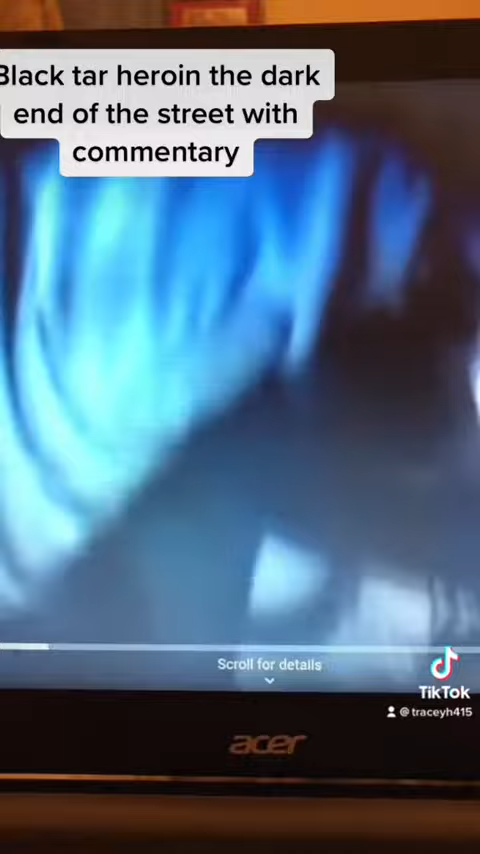 Black tar heroin the dark
end of the street with
commentary
Scroll for details
TikTok
@traceyh415
acer